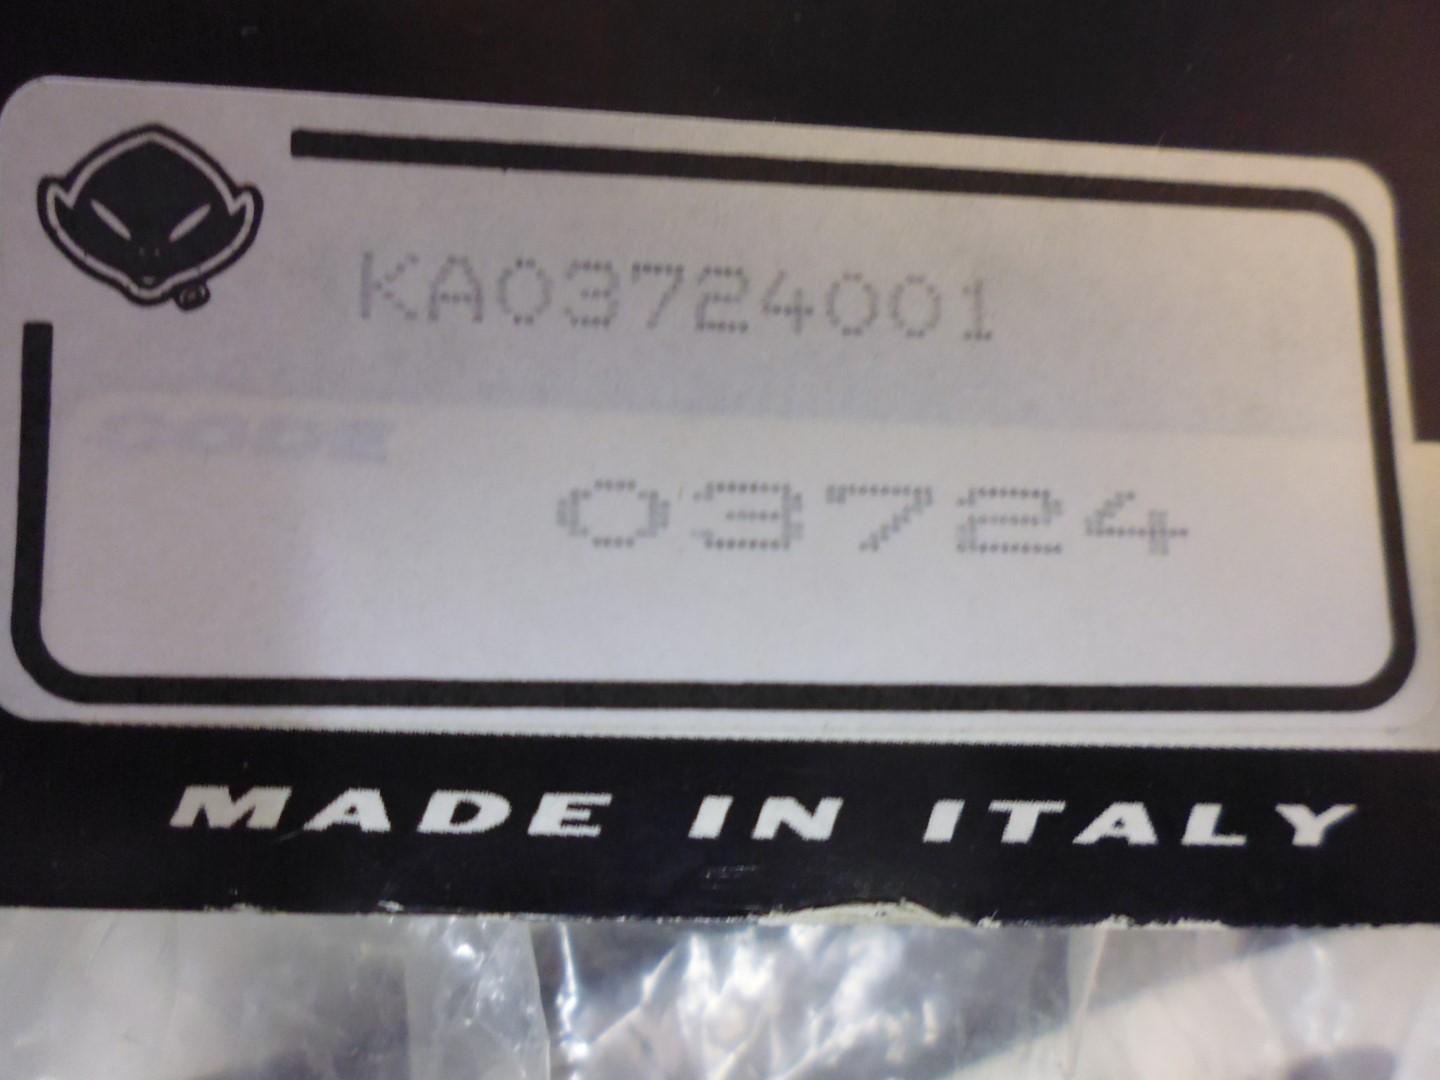 KA03724001
CODE
03724
MADE IN ITALY